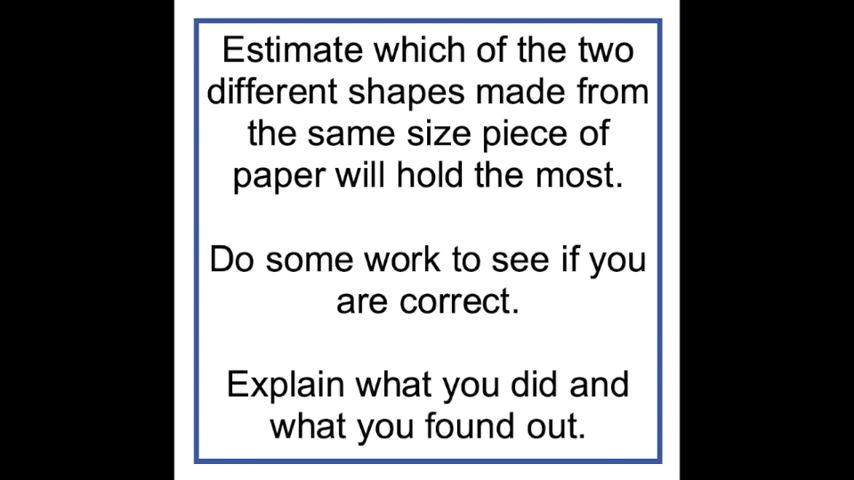 Estimate which of the two
different shapes made from
the same size piece of
paper will hold the most.
Do some work to see if you
are correct.
Explain what you did and
what you found out.